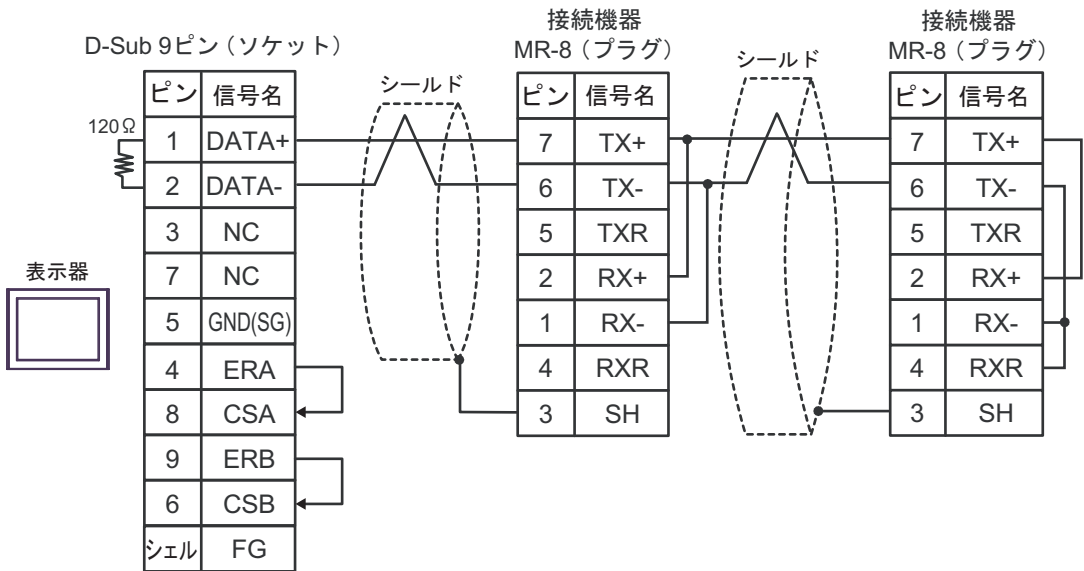 D-Sub 9ピン（ソケット）
ピン 信号名
1 DATA+
2 DATA-
3 NC
7 NC
5 GND(SG)
4 ERA
8 CSA
9 ERB
6 CSB
シェル FG
120Ω
表示器
シールド
接続機器
MR-8（プラグ）
ピン 信号名
7 TX+
6 TX-
5 TXR
2 RX+
1 RX-
4 RXR
3 SH
シールド
接続機器
MR-8（プラグ）
ピン 信号名
7 TX+
6 TX-
5 TXR
2 RX+
1 RX-
4 RXR
3 SH